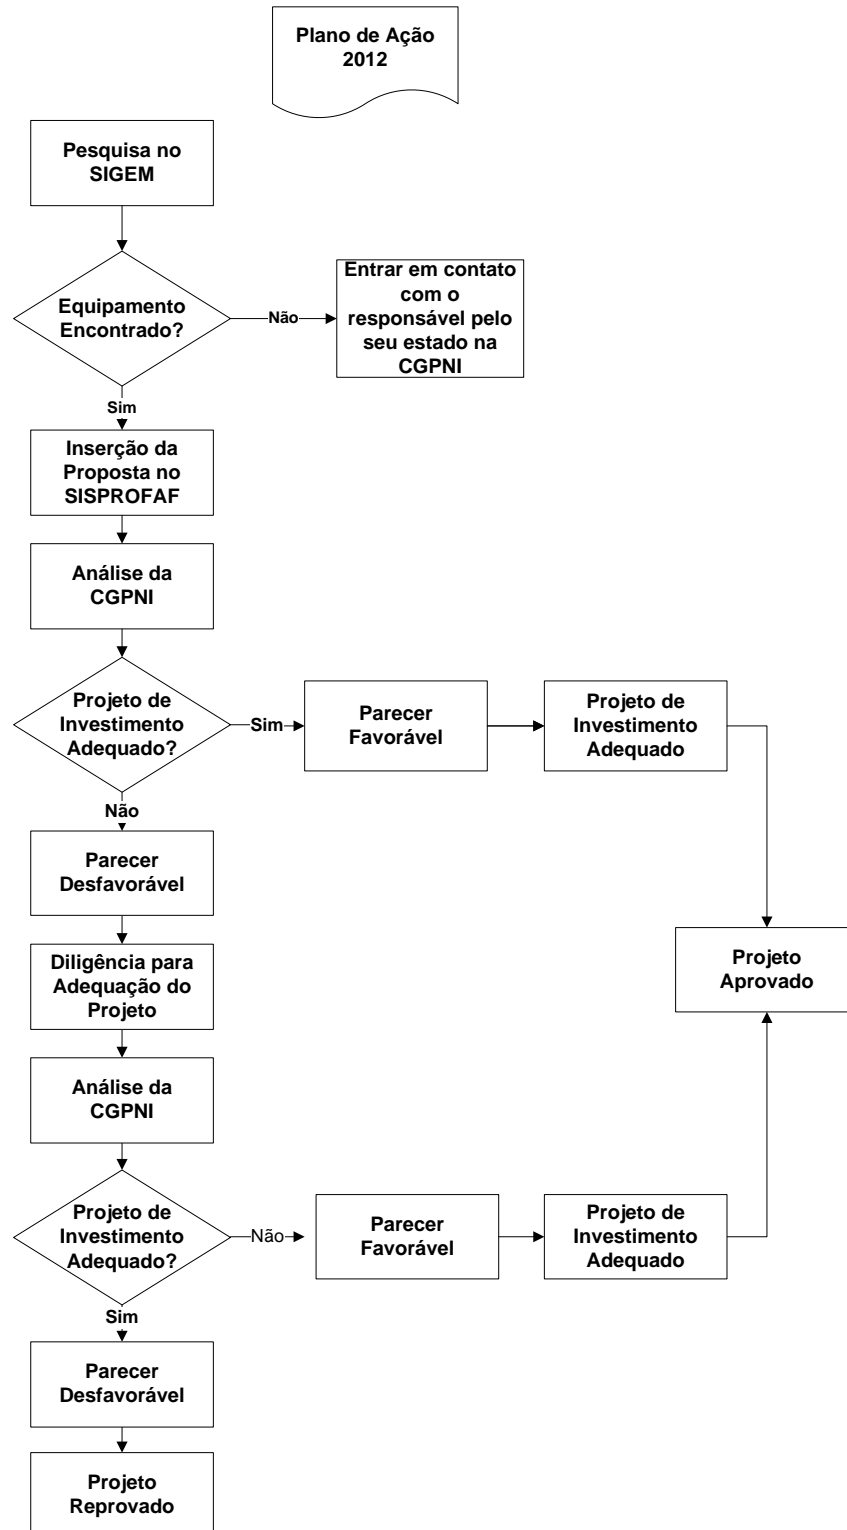 Plano de Ação
2012
Pesquisa no
SIGEM
Equipamento
Encontrado?
Não
Entrar em contato
com o
responsável pelo
seu estado na
CGPNI
Sim
Inserção da
Proposta no
SISPROFAF
Análise da
CGPNI
Projeto de
Investimento
Adequado?
Sim
Parecer
Favorável
Projeto de
Investimento
Adequado
Não
Parecer
Desfavorável
Projeto
Aprovado
Diligência para
Adequação do
Projeto
Análise da
CGPNI
Projeto de
Investimento
Adequado?
Não
Parecer
Favorável
Projeto de
Investimento
Adequado
Sim
Parecer
Desfavorável
Projeto
Reprovado